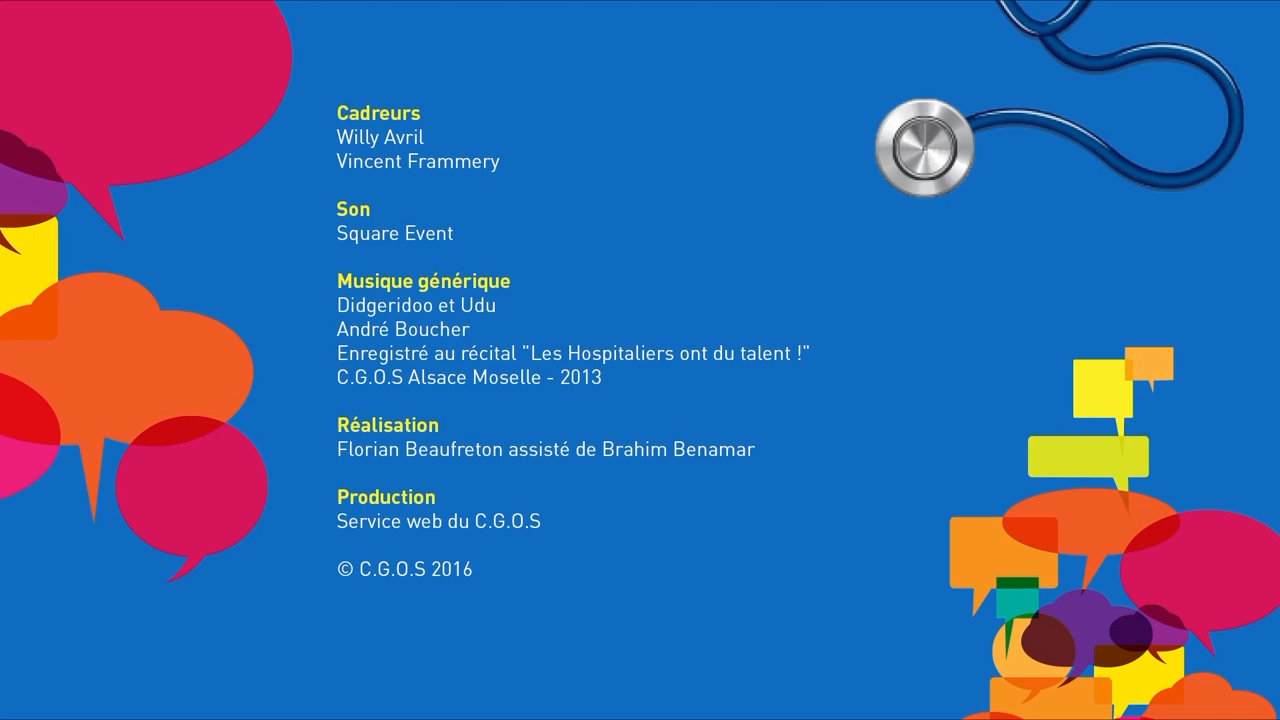 Cadreurs
Willy Avril
Vincent Frammery
Son
Square Event
Musique générique
Didgeridoo et Udu
André Boucher
Enregistré au récital "Les Hospitaliers ont du talent !"
C.G.O.S Alsace Moselle - 2013
Réalisation
Florian Beaufreton assisté de Brahim Benamar
Production
Service web du C.G.O.S
© C.G.O.S 2016